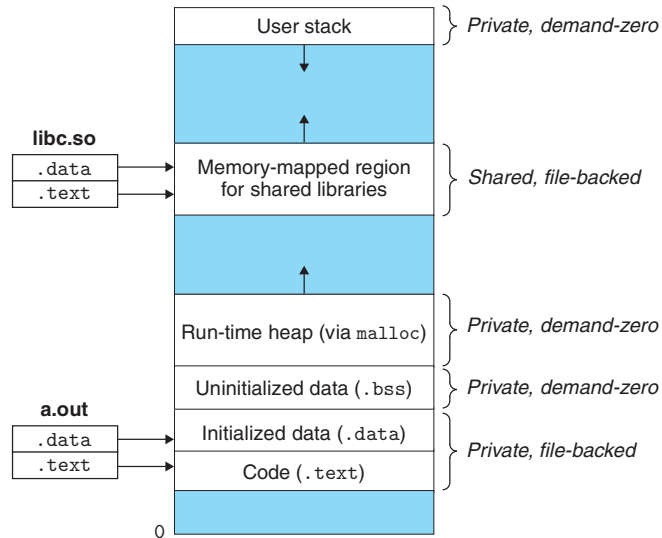 User stack
Private, demand-zero
libc.so
.data
.text
Memory-mapped region
for shared libraries
Shared, file-backed
Run-time heap (via malloc)
Private, demand-zero
Uninitialized data (.bss)
Private, demand-zero
a.out
.data
.text
Initialized data (.data)
Private, file-backed
Code (.text)
0